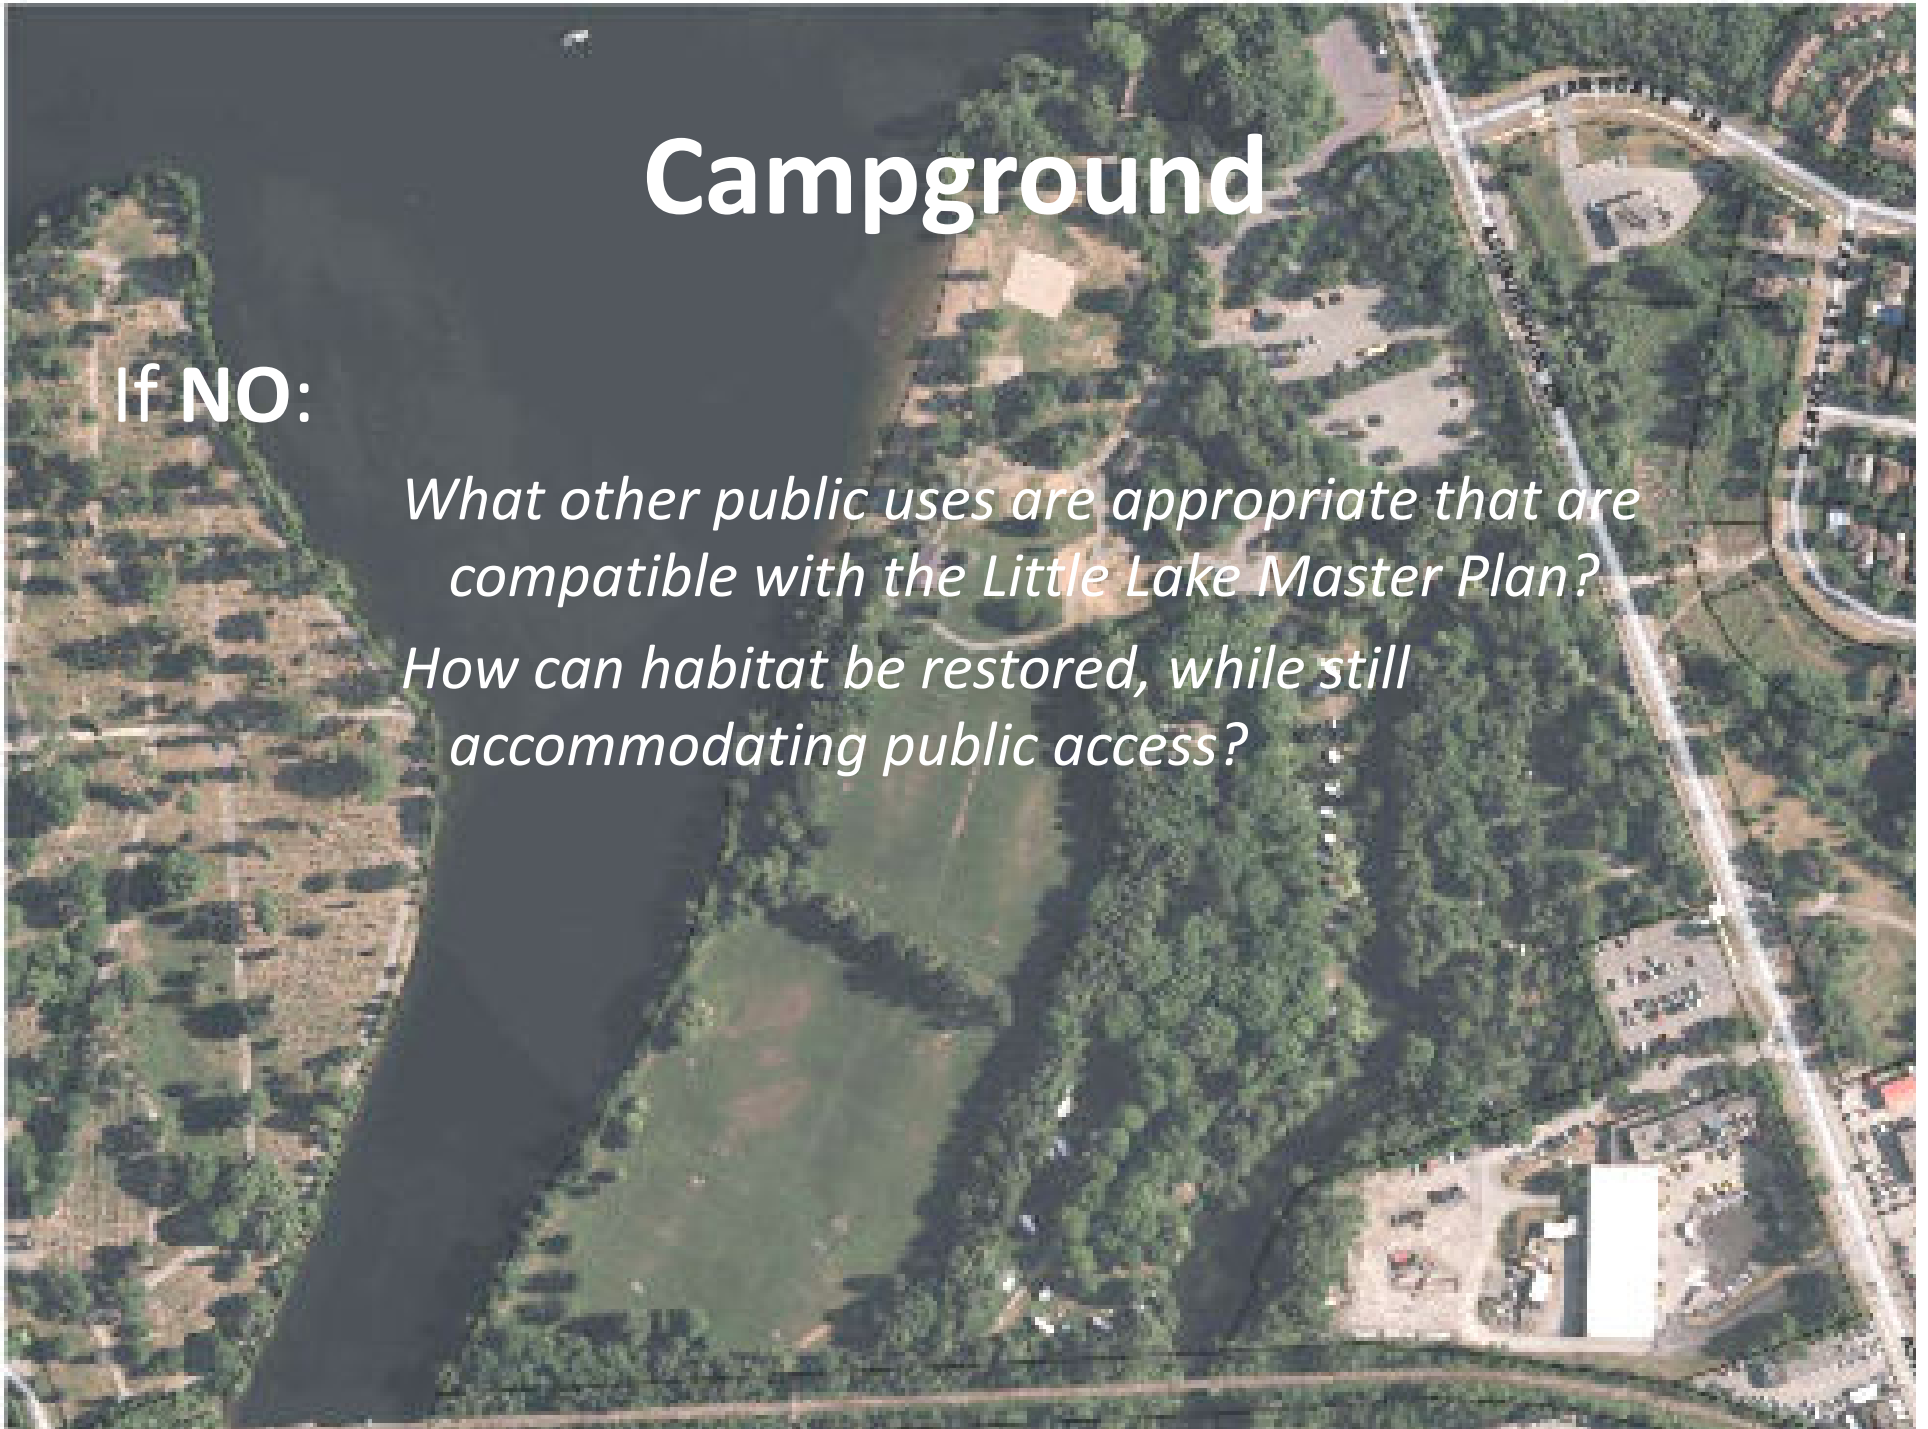 Campground
If NO:
What other public uses are appropriate that are
compatible with the Little Lake Master Plan?
How can habitat be restored, while still
accommodating public access?